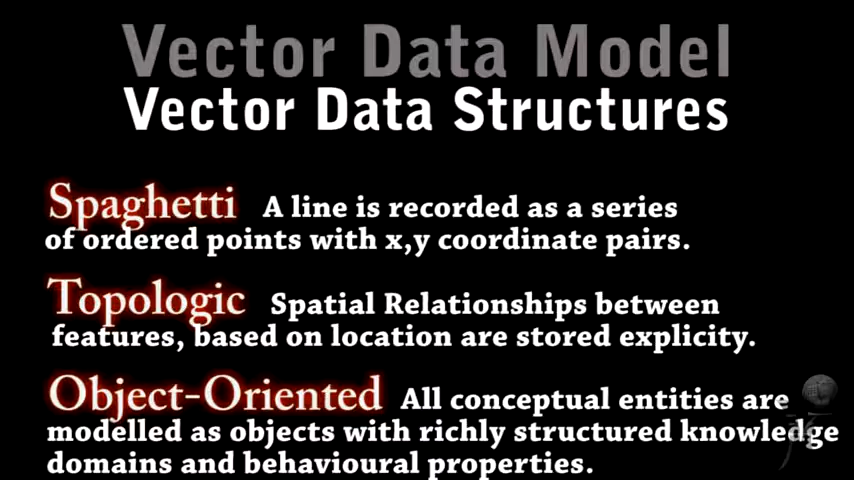 Vector Data Model
Vector Data Structures
Spaghetti A line is recorded as a series
of ordered points with x,y coordinate pairs.
Topologic Spatial Relationships between
features, based on location are stored explicity.
Object-Oriented All conceptual entities are
modelled as objects with richly structured knowledge
domains and behavioural properties.